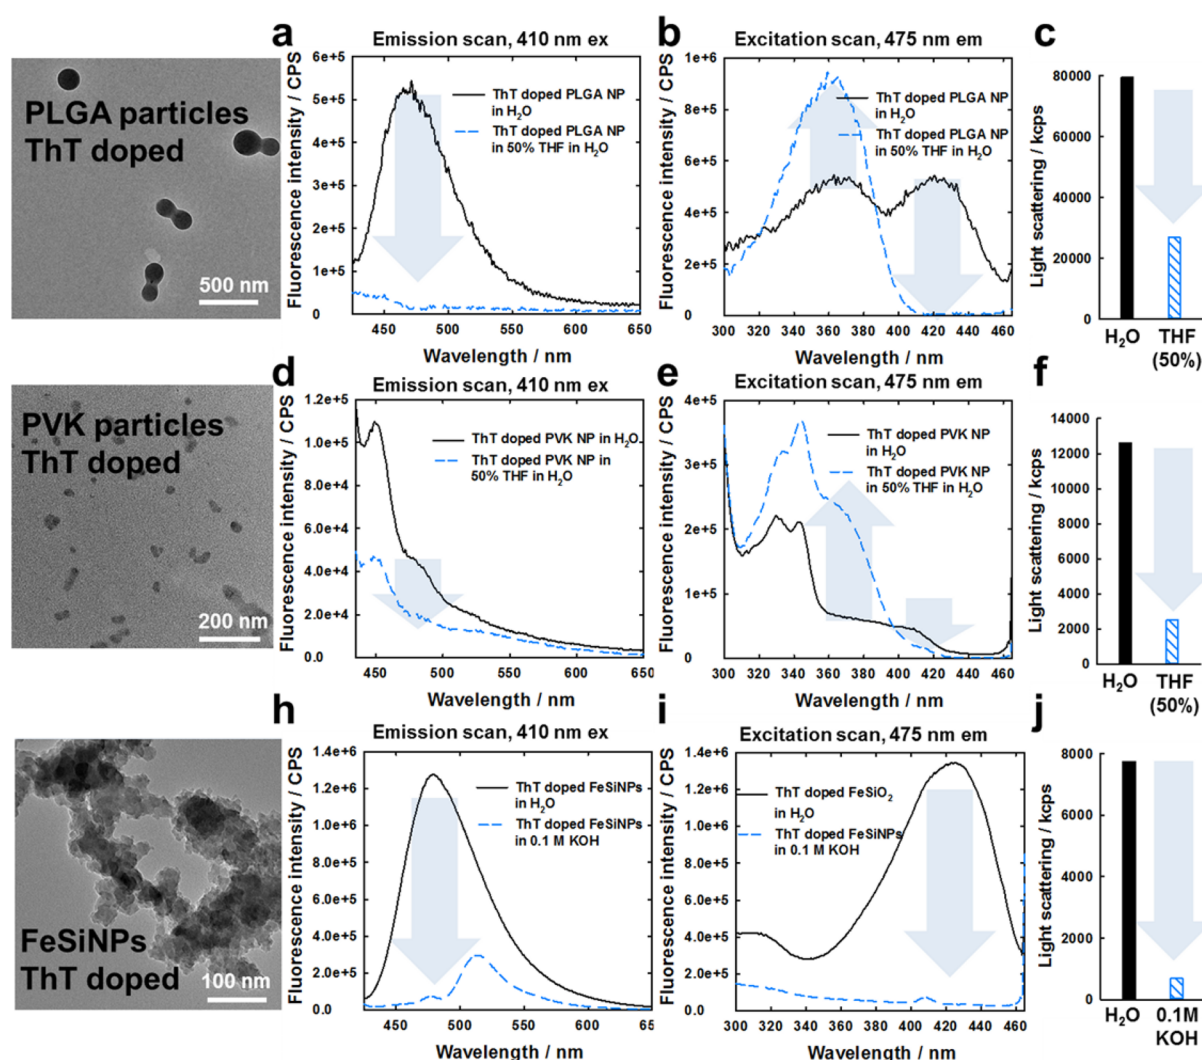 a
Emission scan, 410 nm ex
PLGA particles
ThT doped
500 nm
Fluorescence intensity / CPS
6e+5
5e+5
4e+5
3e+5
2e+5
1e+5
0
ThT doped PLGA NP
in H₂O
ThT doped PLGA NP
in 50% THF in H₂O
450 500 550 600 650
Wavelength / nm
b
Excitation scan, 475 nm em
Fluorescence intensity / CPS
1e+6
8e+5
6e+5
4e+5
2e+5
0
ThT doped PLGA NP
in H₂O
ThT doped PLGA NP
in 50% THF in H₂O
300 320 340 360 380 400 420 440 460
Wavelength / nm
c
Light scattering / kcps
80000
60000
40000
20000
0
H₂O THF
(50%)
d
Emission scan, 410 nm ex
PVK particles
ThT doped
200 nm
Fluorescence intensity / CPS
1.2e+5
1.0e+5
8.0e+4
6.0e+4
4.0e+4
2.0e+4
0.0
ThT doped PVK NP in H₂O
ThT doped PVK NP in
50% THF in H₂O
450 500 550 600 650
Wavelength / nm
e
Excitation scan, 475 nm em
Fluorescence intensity / CPS
4e+5
3e+5
2e+5
1e+5
0
ThT doped PVK NP
in H₂O
ThT doped PVK NP
in 50% THF in H₂O
300 320 340 360 380 400 420 440 460
Wavelength / nm
f
Light scattering / kcps
14000
12000
10000
8000
6000
4000
2000
0
H₂O THF
(50%)
h
Emission scan, 410 nm ex
FeSiNPs
ThT doped
100 nm
Fluorescence intensity / CPS
1.4e+6
1.2e+6
1.0e+6
8.0e+5
6.0e+5
4.0e+5
2.0e+5
0.0
ThT doped FeSiNPs
in H₂O
ThT doped FeSiNPs
in 0.1 M KOH
450 500 550 600 65
Wavelength / nm
i
Excitation scan, 475 nm em
Fluorescence intensity / CPS
1.4e+6
1.2e+6
1.0e+6
8.0e+5
6.0e+5
4.0e+5
2.0e+5
0.0
ThT doped FeSiO₂
in H₂O
ThT doped FeSiNPs
in 0.1 M KOH
300 320 340 360 380 400 420 440 460
Wavelength / nm
j
Light scattering / kcps
8000
6000
4000
2000
0
H₂O 0.1M
KOH